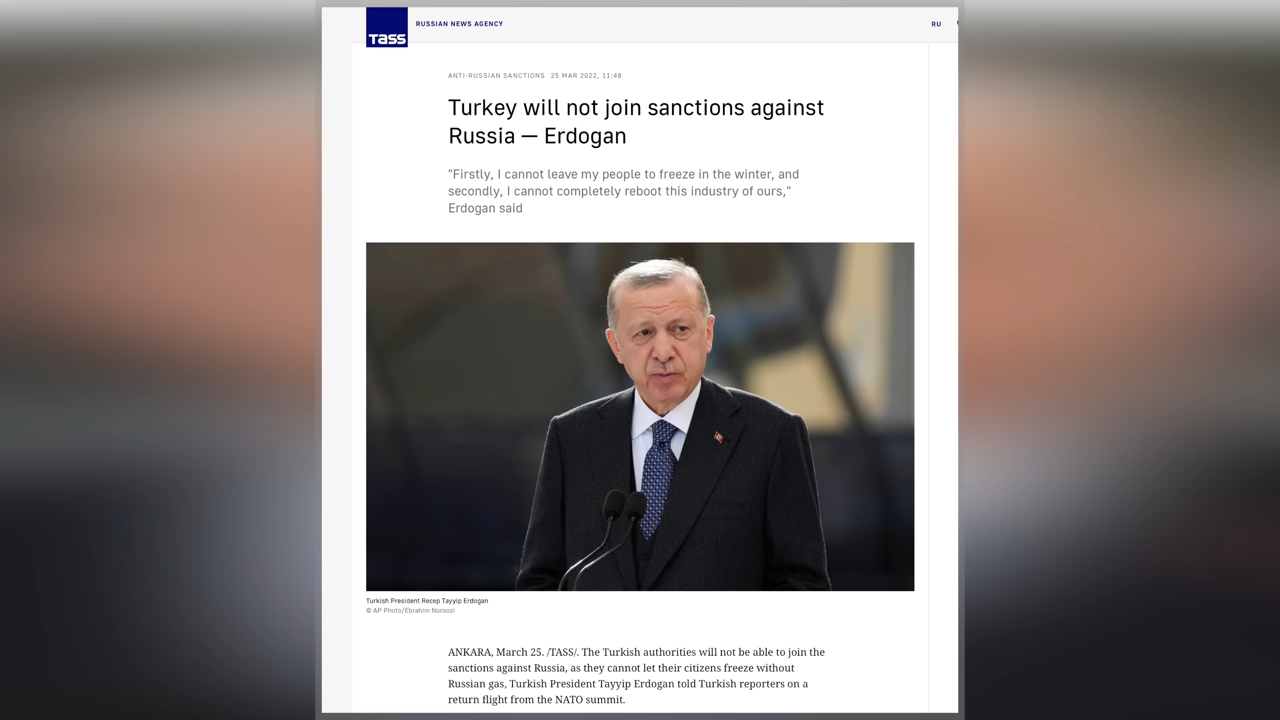 TASS
RUSSIAN NEWS AGENCY
RU
ANTI-RUSSIAN SANCTIONS 25 MAR 2022, 11:48
Turkey will not join sanctions against
Russia — Erdogan
"Firstly, I cannot leave my people to freeze in the winter, and
secondly, I cannot completely reboot this industry of ours,"
Erdogan said
Turkish President Recep Tayyip Erdogan
© AP Photo/Ebrahim Noroozi
ANKARA, March 25. /TASS/. The Turkish authorities will not be able to join the
sanctions against Russia, as they cannot let their citizens freeze without
Russian gas, Turkish President Tayyip Erdogan told Turkish reporters on a
return flight from the NATO summit.